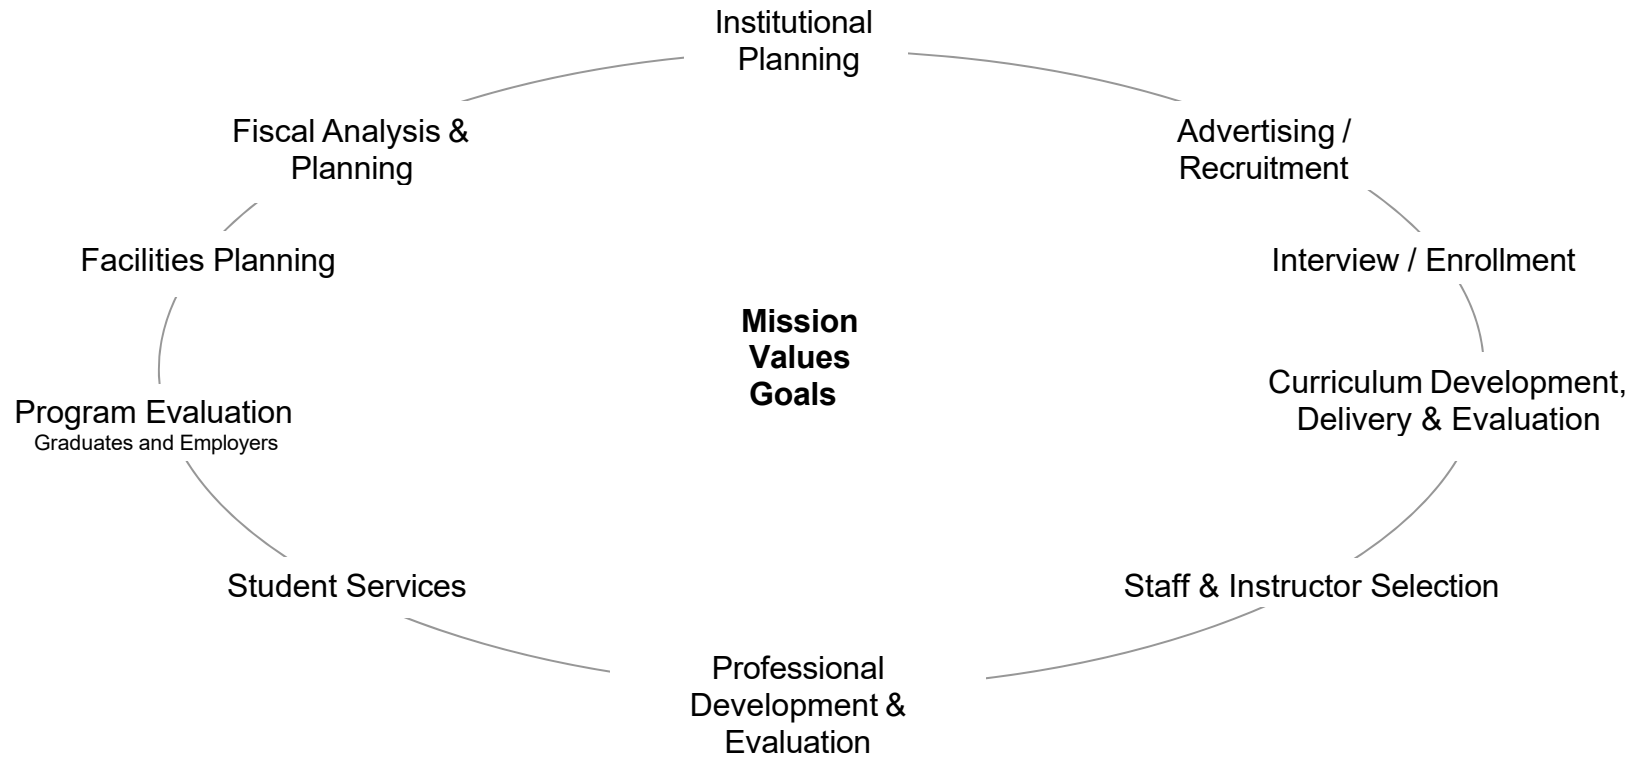 Institutional
Planning
Fiscal Analysis &
Planning
Advertising /
Recruitment
Facilities Planning
Interview / Enrollment
Mission
Values
Goals
Curriculum Development,
Delivery & Evaluation
Program Evaluation
Graduates and Employers
Student Services
Staff & Instructor Selection
Professional
Development &
Evaluation